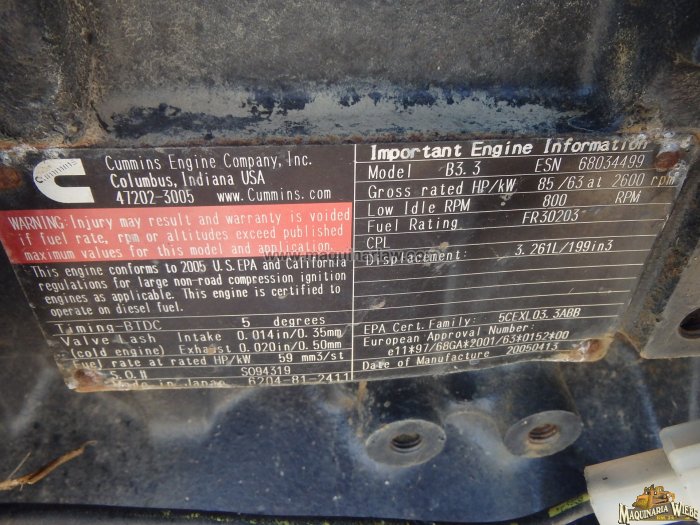 Cummins
Cummins Engine Company, Inc.
Columbus, Indiana USA
47202-3005 www.Cummins.com
WARNING: Injury may result and warranty is voided
if fuel rate, rpm or altitudes exceed published
maximum values for this model and application.
This engine conforms to 2005 U.S.EPA and California
regulations for large non-road compression ignition
engines as applicable. This engine is certified to
operate on diesel fuel.
Timing-BTDC 5 degrees
Valve Lash Intake 0.014in/0.35mm
(cold engine) Exhaust 0.020in/0.50mm
Fuel rate at rated HP/kW 59 mm3/st
S.O.# SO94319
Made in Japan 6204-81-2411
Important Engine Information
Model B3.3 ESN 68034499
Gross rated HP/kW 85/63 at 2600 rpm
Low Idle RPM 800 RPM
Fuel Rating FR30203
CPL
Displacement: 3.261L/199in3
EPA Cert.Family: 5CEXL03.3ABB
European Approval Number:
e11*97/68GA*2001/63*0152*00
Date of Manufacture 20050413
MAQUINARIA WIEBE